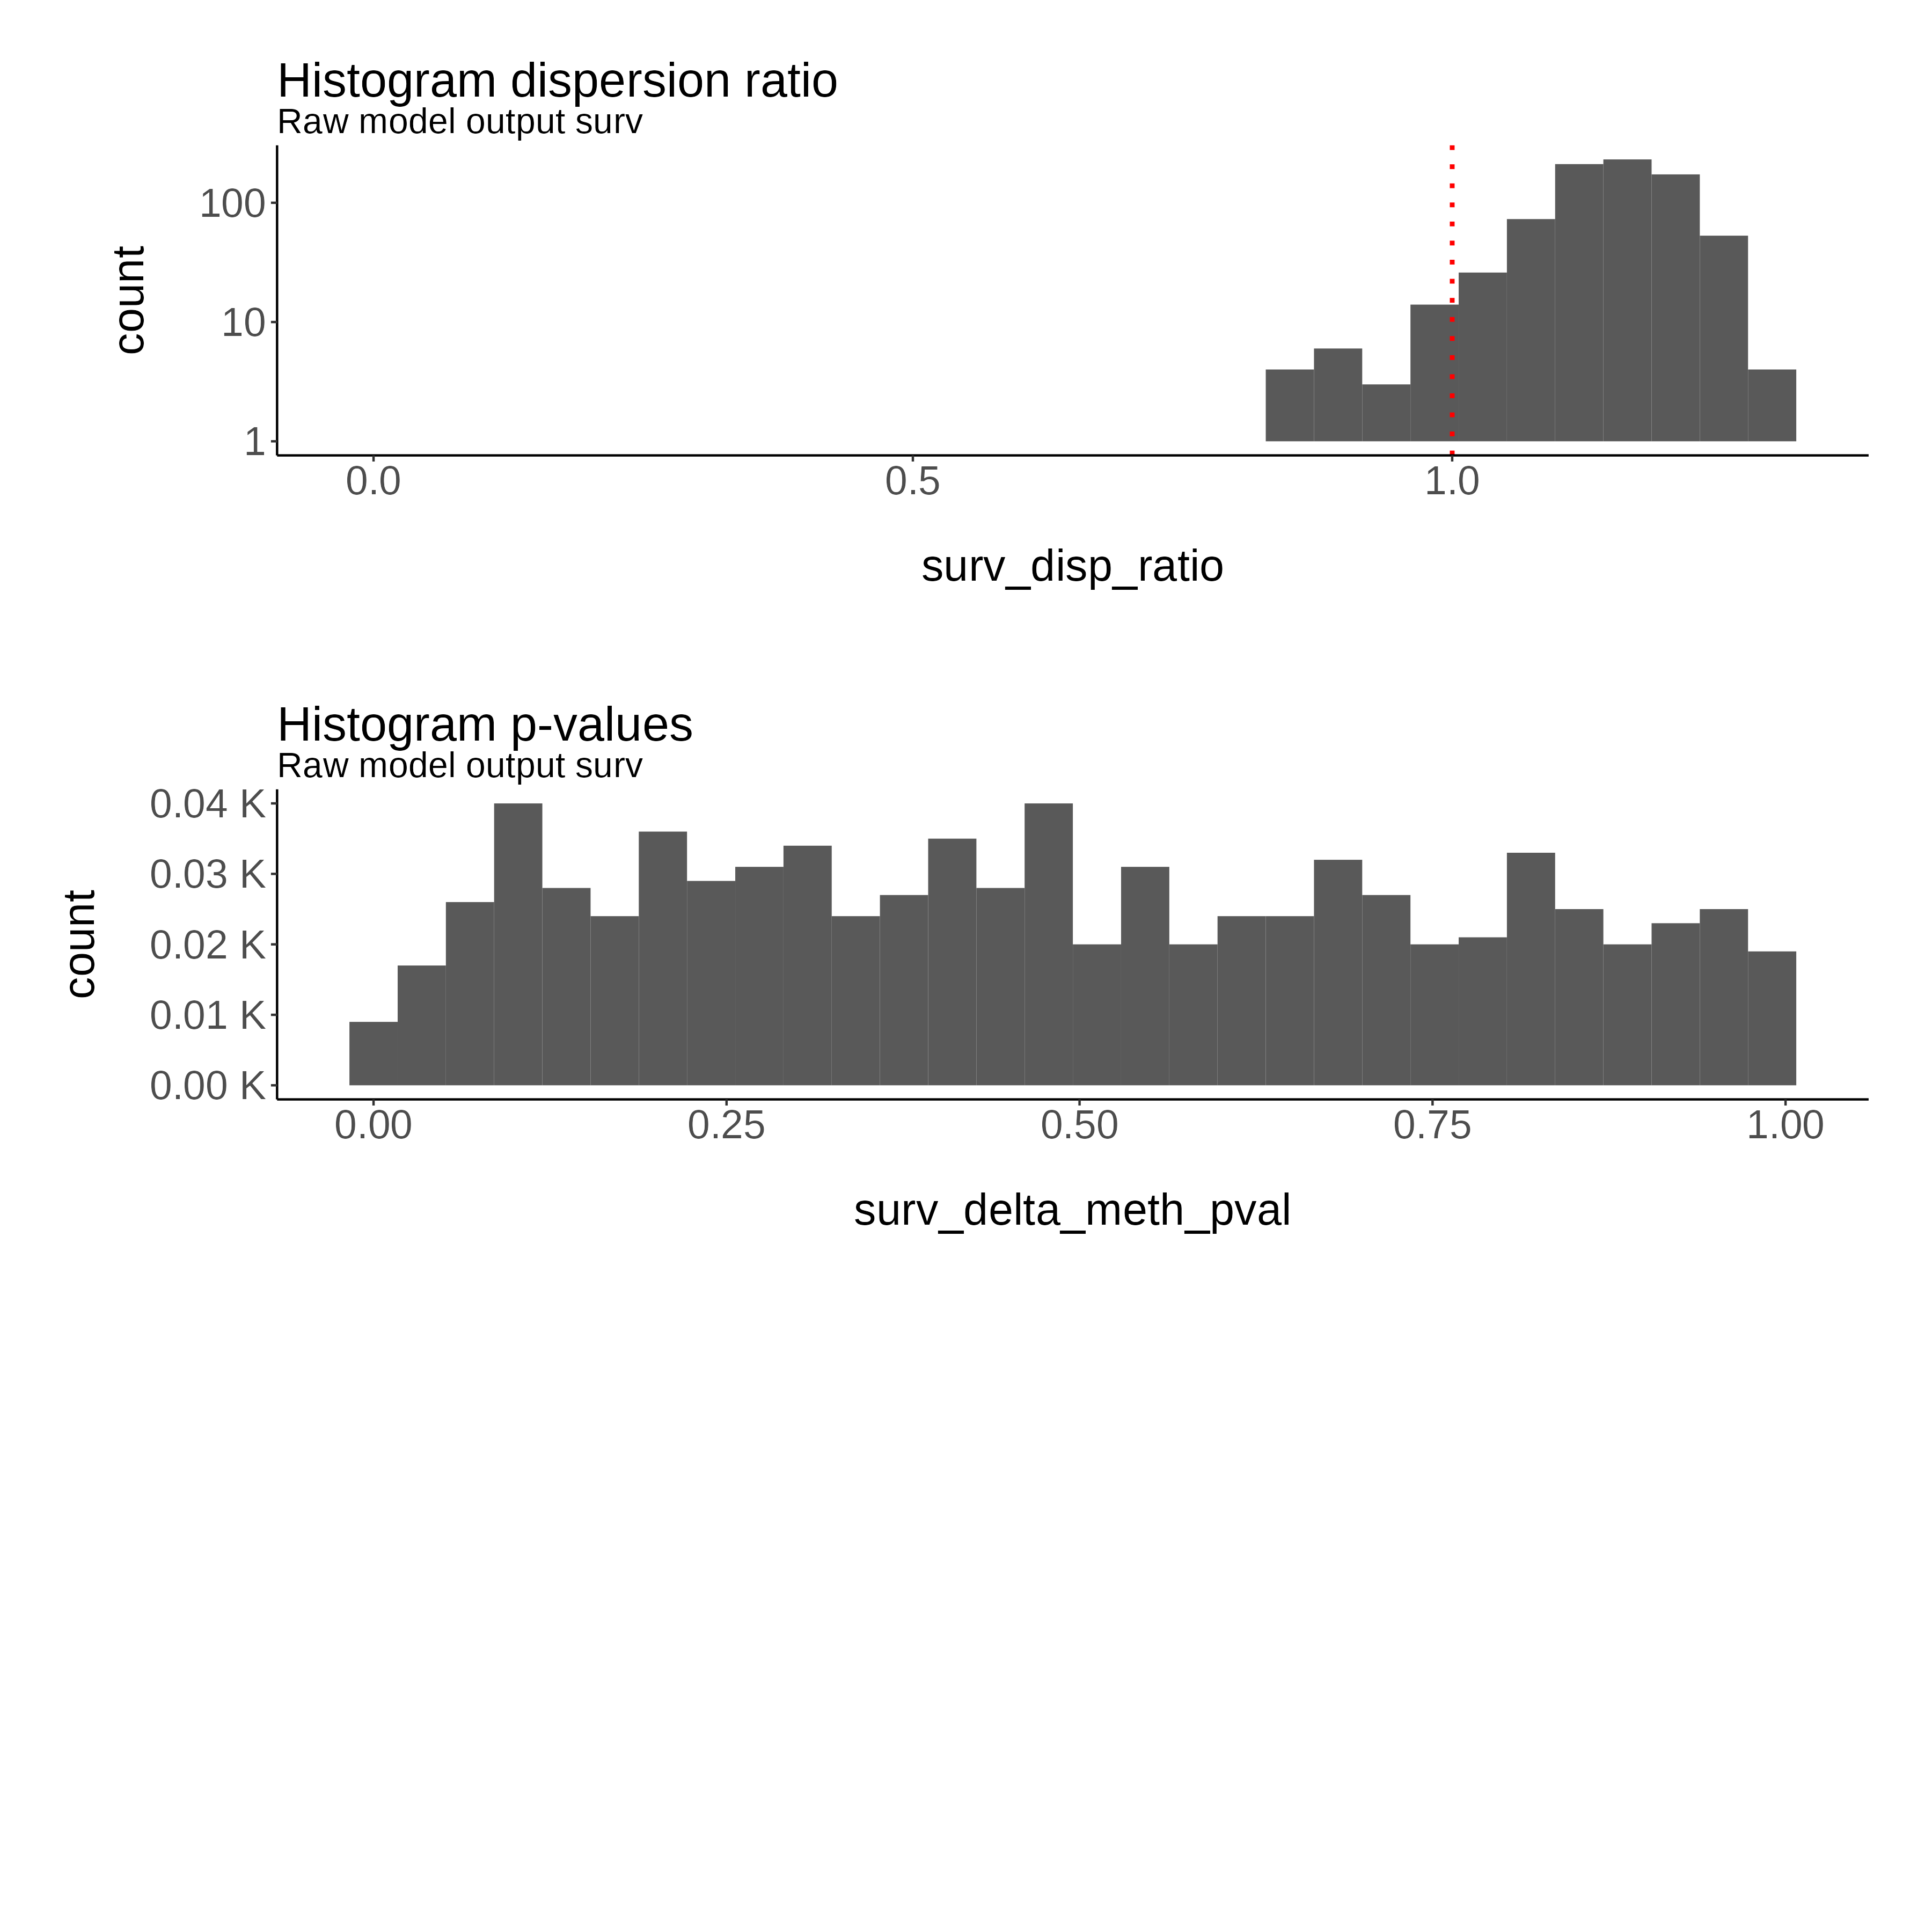 Histogram dispersion ratio
Raw model output surv
100
10
1
count
0.0 0.5 1.0
surv_disp_ratio
Histogram p-values
Raw model output surv
0.04 K
0.03 K
0.02 K
0.01 K
0.00 K
count
0.00 0.25 0.50 0.75 1.00
surv_delta_meth_pval